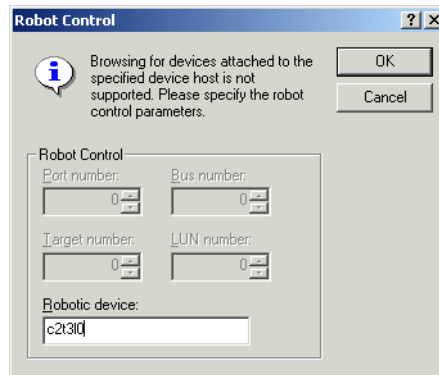 Robot Control
Browsing for devices attached to the
specified device host is not
supported. Please specify the robot
control parameters.
OK
Cancel
Robot Control
Port number:
Bus number:
0
0
Target number:
LUN number:
0
0
Robotic device:
c2t3l0